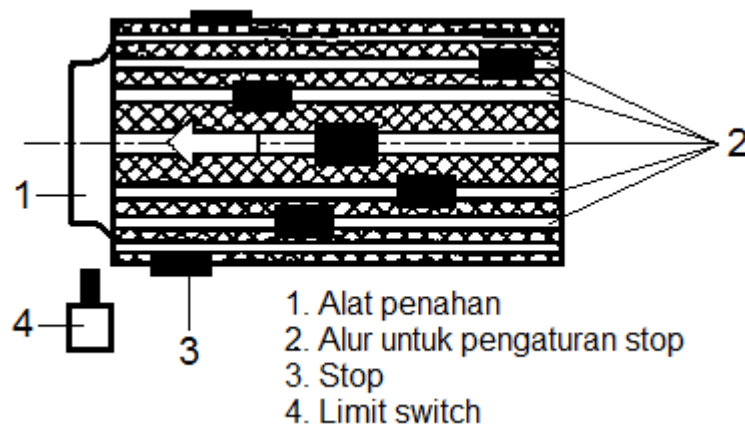 1
2
3
4
1. Alat penahan
2. Alur untuk pengaturan stop
3. Stop
4. Limit switch